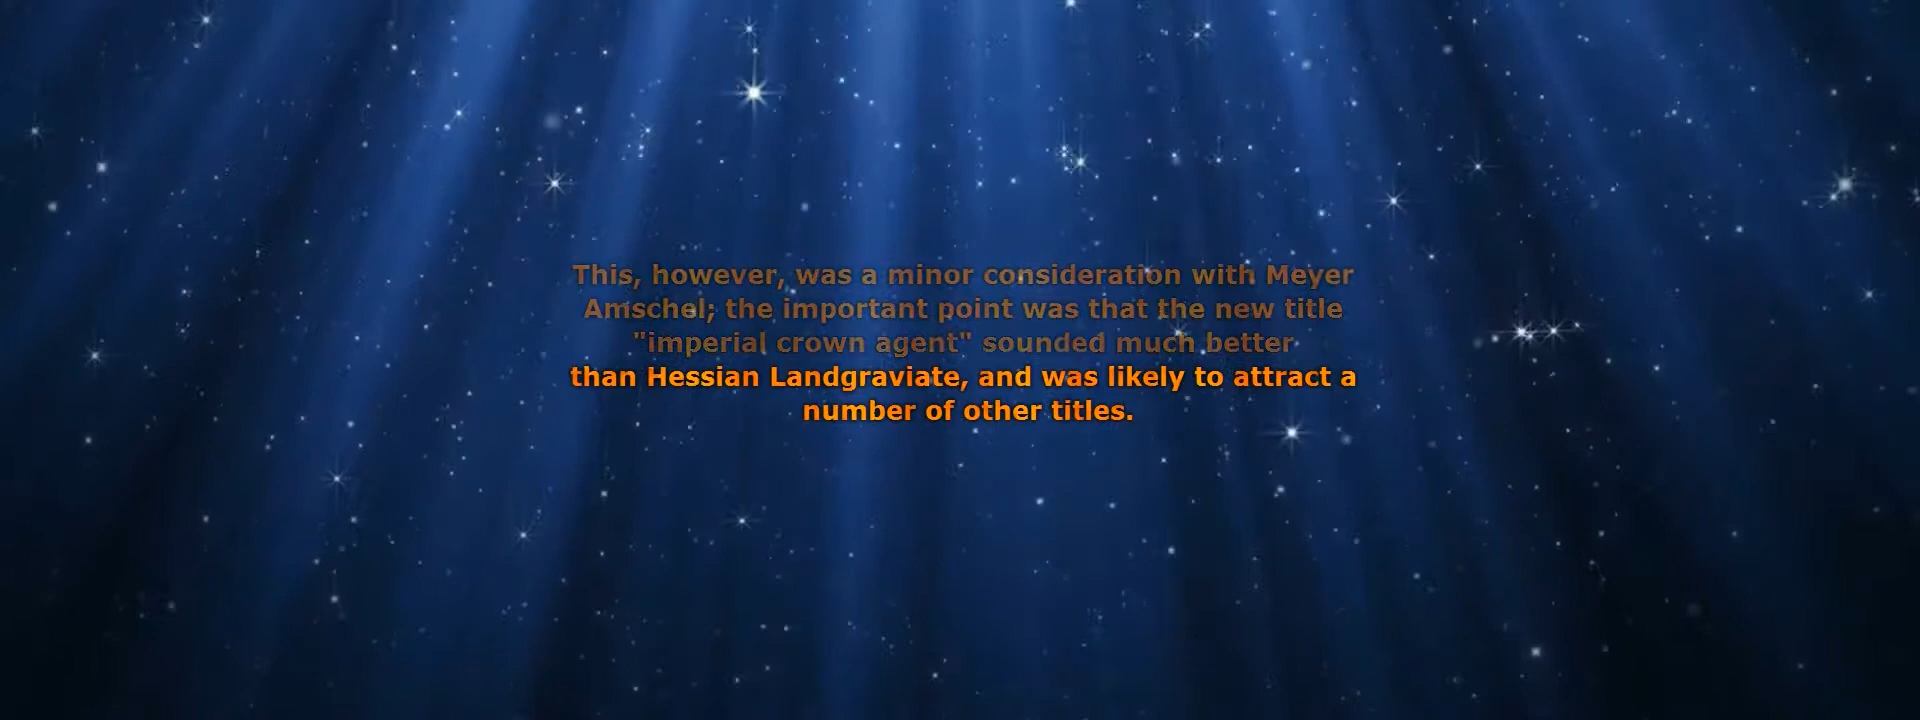 This, however, was a minor consideration with Meyer
Amschel; the important point was that the new title
"imperial crown agent" sounded much better
than Hessian Landgraviate, and was likely to attract a
number of other titles.